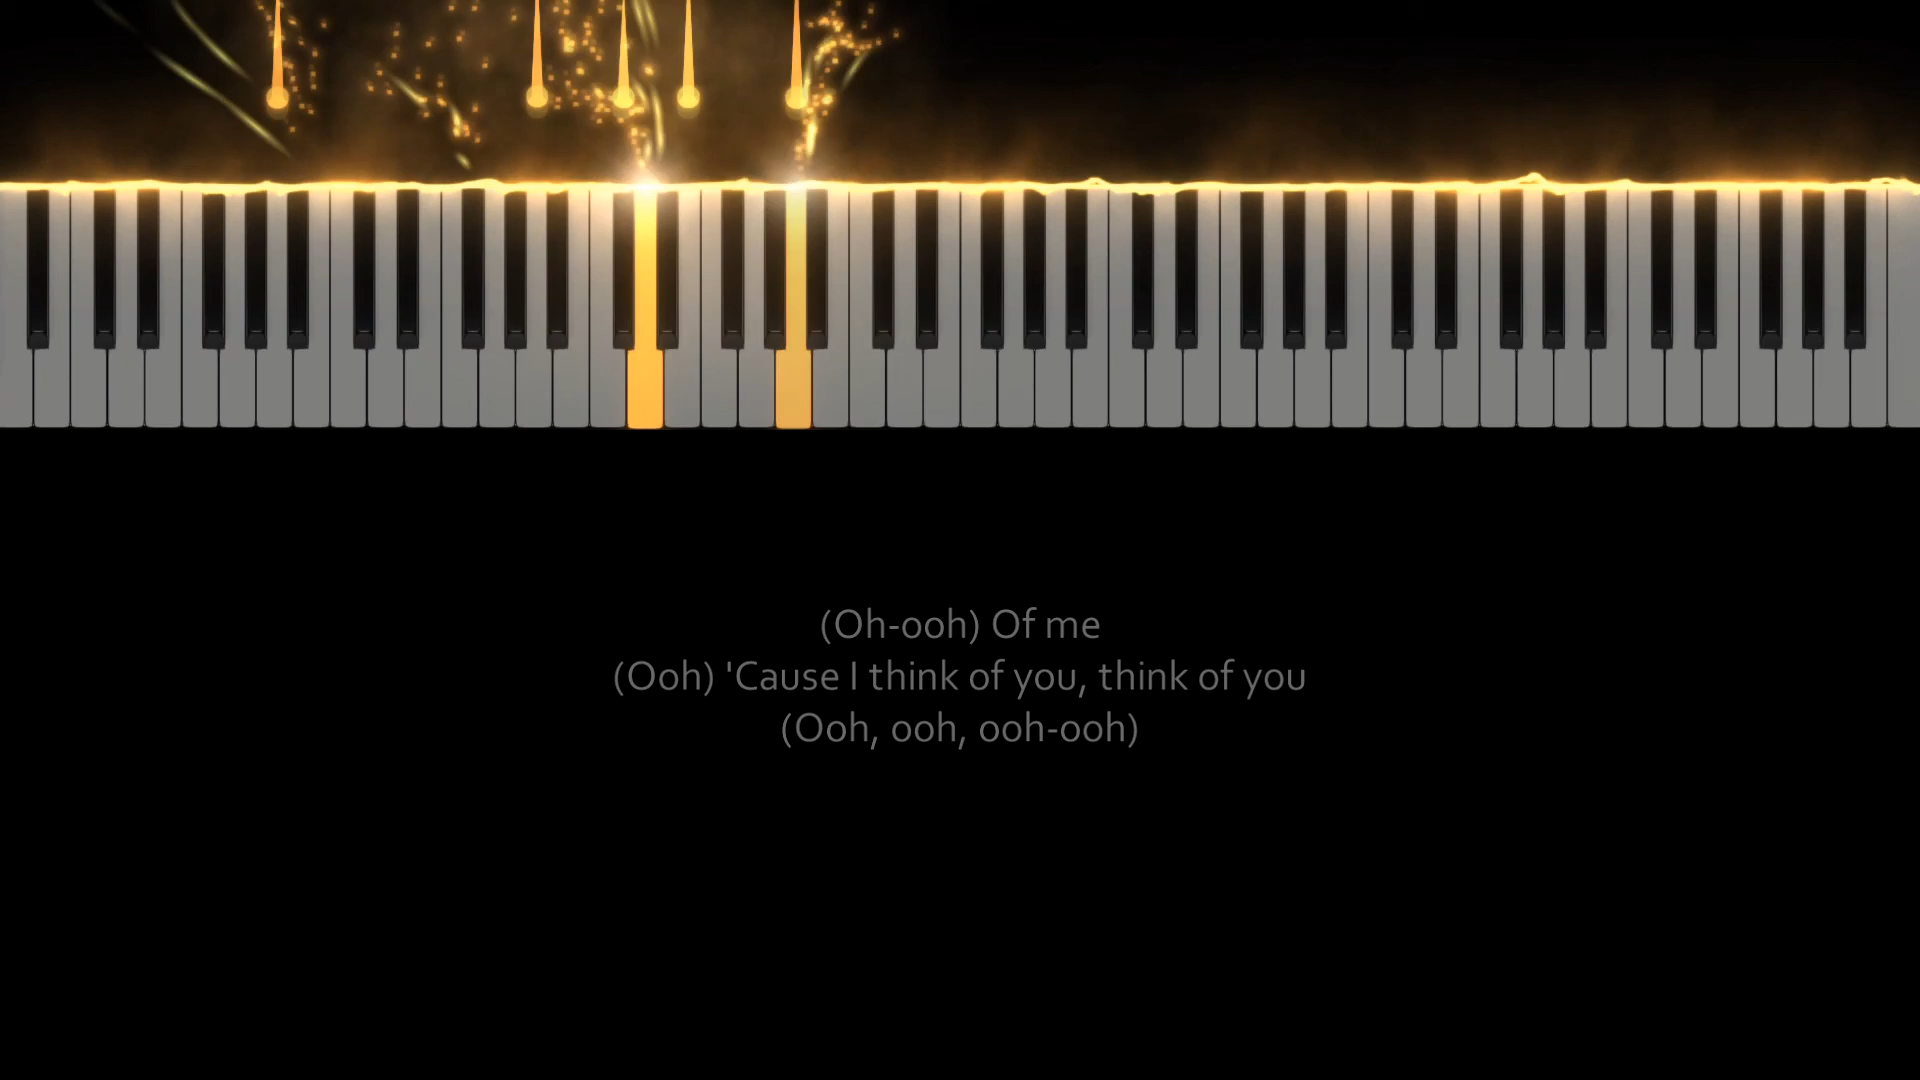 (Oh-ooh) Of me
(Ooh) 'Cause I think of you, think of you
(Ooh, ooh, ooh-ooh)